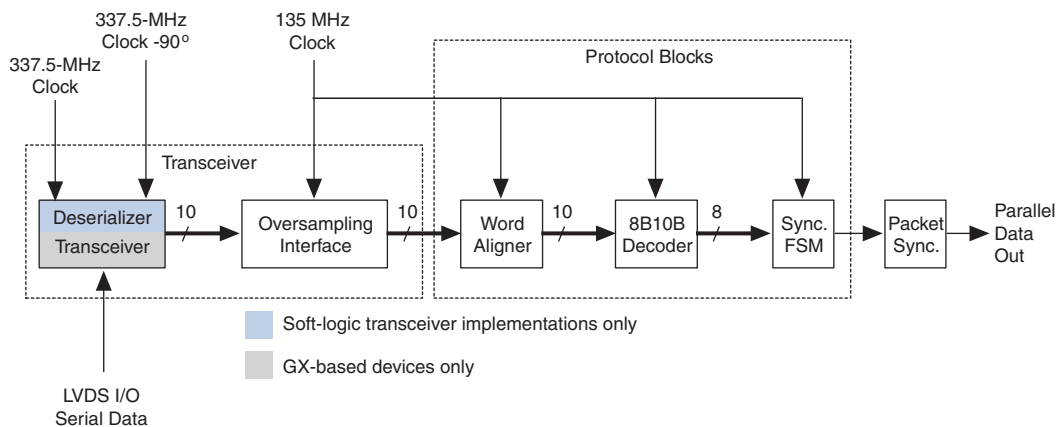 337.5-MHz
Clock
337.5-MHz
Clock -90º
135 MHz
Clock
Protocol Blocks
Transceiver
Deserializer
Transceiver
10
Oversampling
Interface
10
Word
Aligner
10
8B10B
Decoder
8
Sync.
FSM
Packet
Sync.
Parallel
Data
Out
Soft-logic transceiver implementations only
GX-based devices only
LVDS I/O
Serial Data